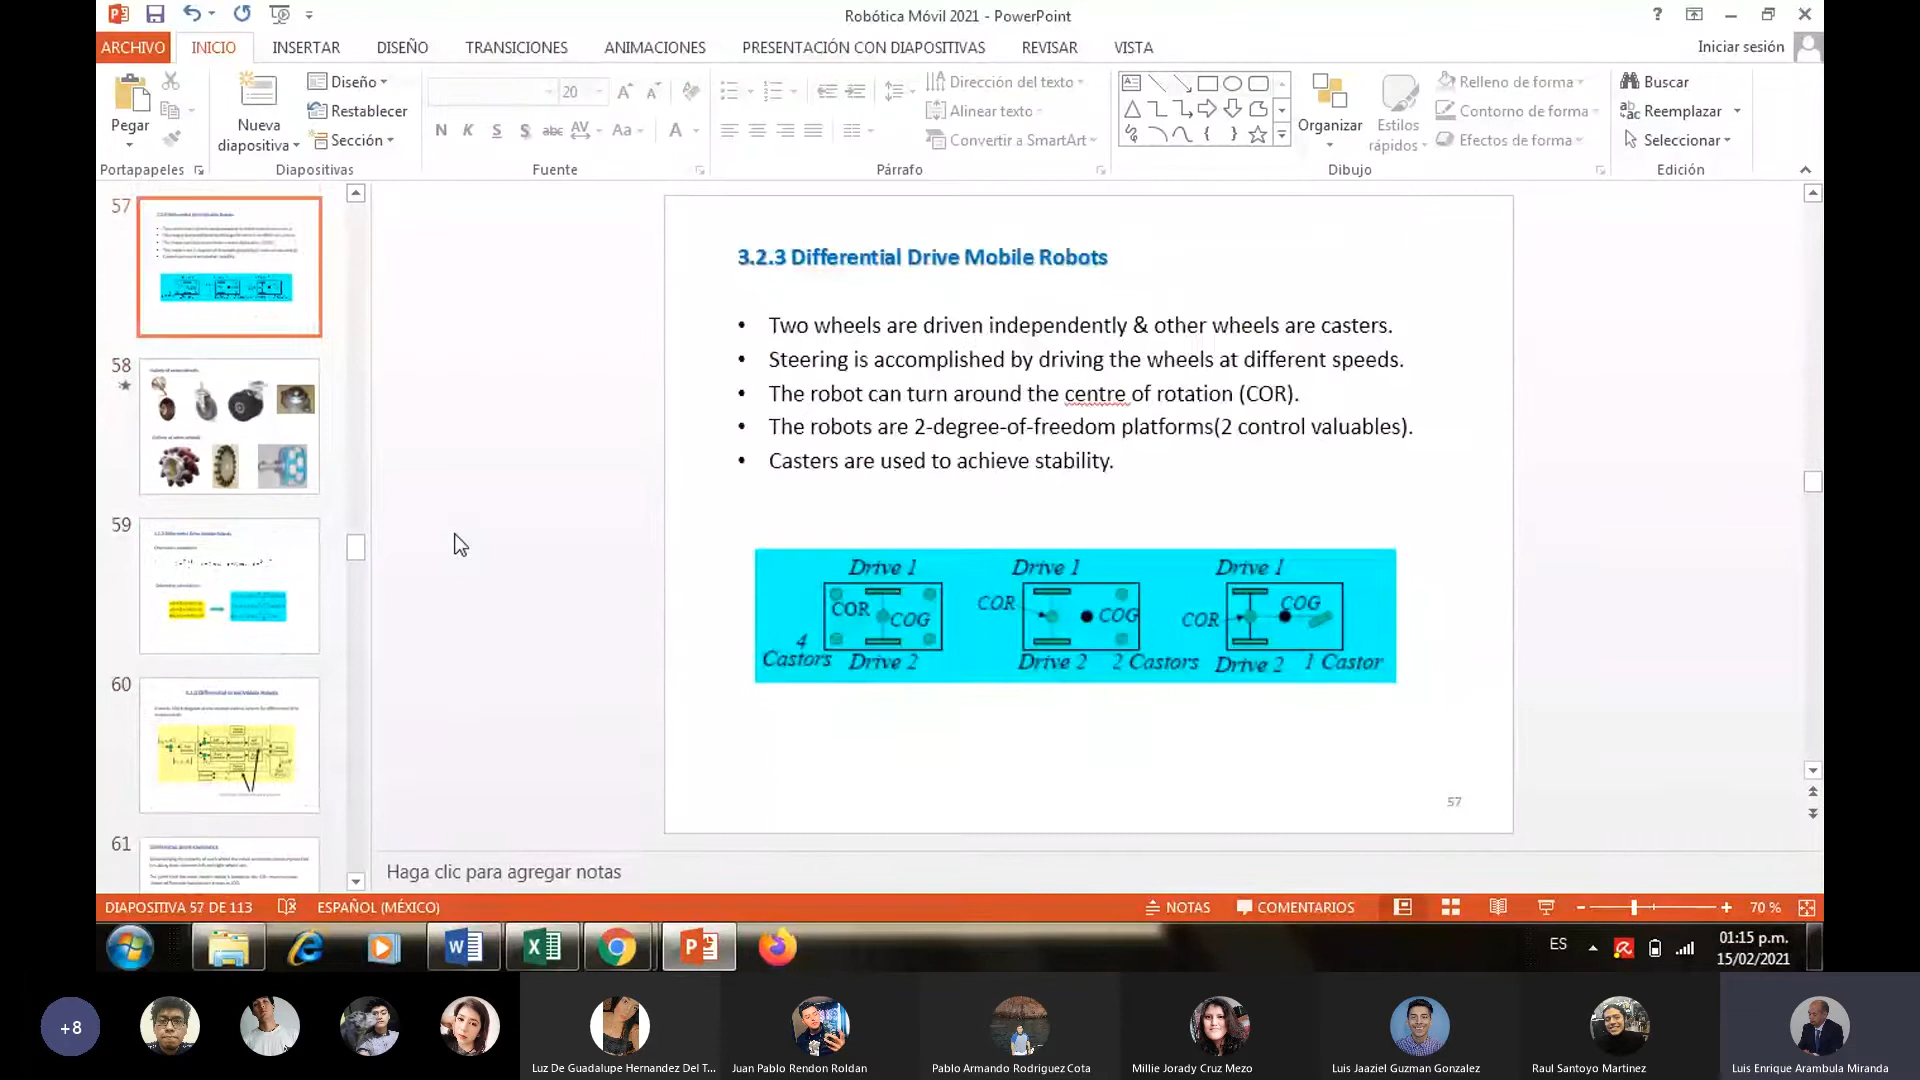 Robótica Móvil 2021 - PowerPoint
?
ARCHIVO INICIO INSERTAR DISEÑO TRANSICIONES ANIMACIONES PRESENTACIÓN CON DIAPOSITIVAS REVISAR VISTA Iniciar sesión
Pegar
Portapapeles
Nueva diapositiva
Diseño
Restablecer
Sección
Diapositivas
20
N K S S abc AV Aa A
Fuente
Dirección del texto
Alinear texto
Convertir a SmartArt
Párrafo
Organizar
Estilos rápidos
Relleno de forma
Contorno de forma
Efectos de forma
Dibujo
Buscar
Reemplazar
Seleccionar
Edición
57
58
59
60
61
3.2.3 Differential Drive Mobile Robots
• Two wheels are driven independently & other wheels are casters.
• Steering is accomplished by driving the wheels at different speeds.
• The robot can turn around the centre of rotation (COR).
• The robots are 2-degree-of-freedom platforms(2 control valuables).
• Casters are used to achieve stability.
Drive 1 Drive 1 Drive 1
COR COG COR COG COR COG
4 Castors Drive 2 Drive 2 2 Castors Drive 2 1 Castor
57
Haga clic para agregar notas
DIAPOSITIVA 57 DE 113 ESPAÑOL (MÉXICO) NOTAS COMENTARIOS 70 %
ES 01:15 p.m.
15/02/2021
+8
Luz De Guadalupe Hernandez Del T... Juan Pablo Rendon Roldan Pablo Armando Rodriguez Cota Millie Jorady Cruz Mezo Luis Jaaziel Guzman Gonzalez Raul Santoyo Martinez Luis Enrique Arambula Miranda